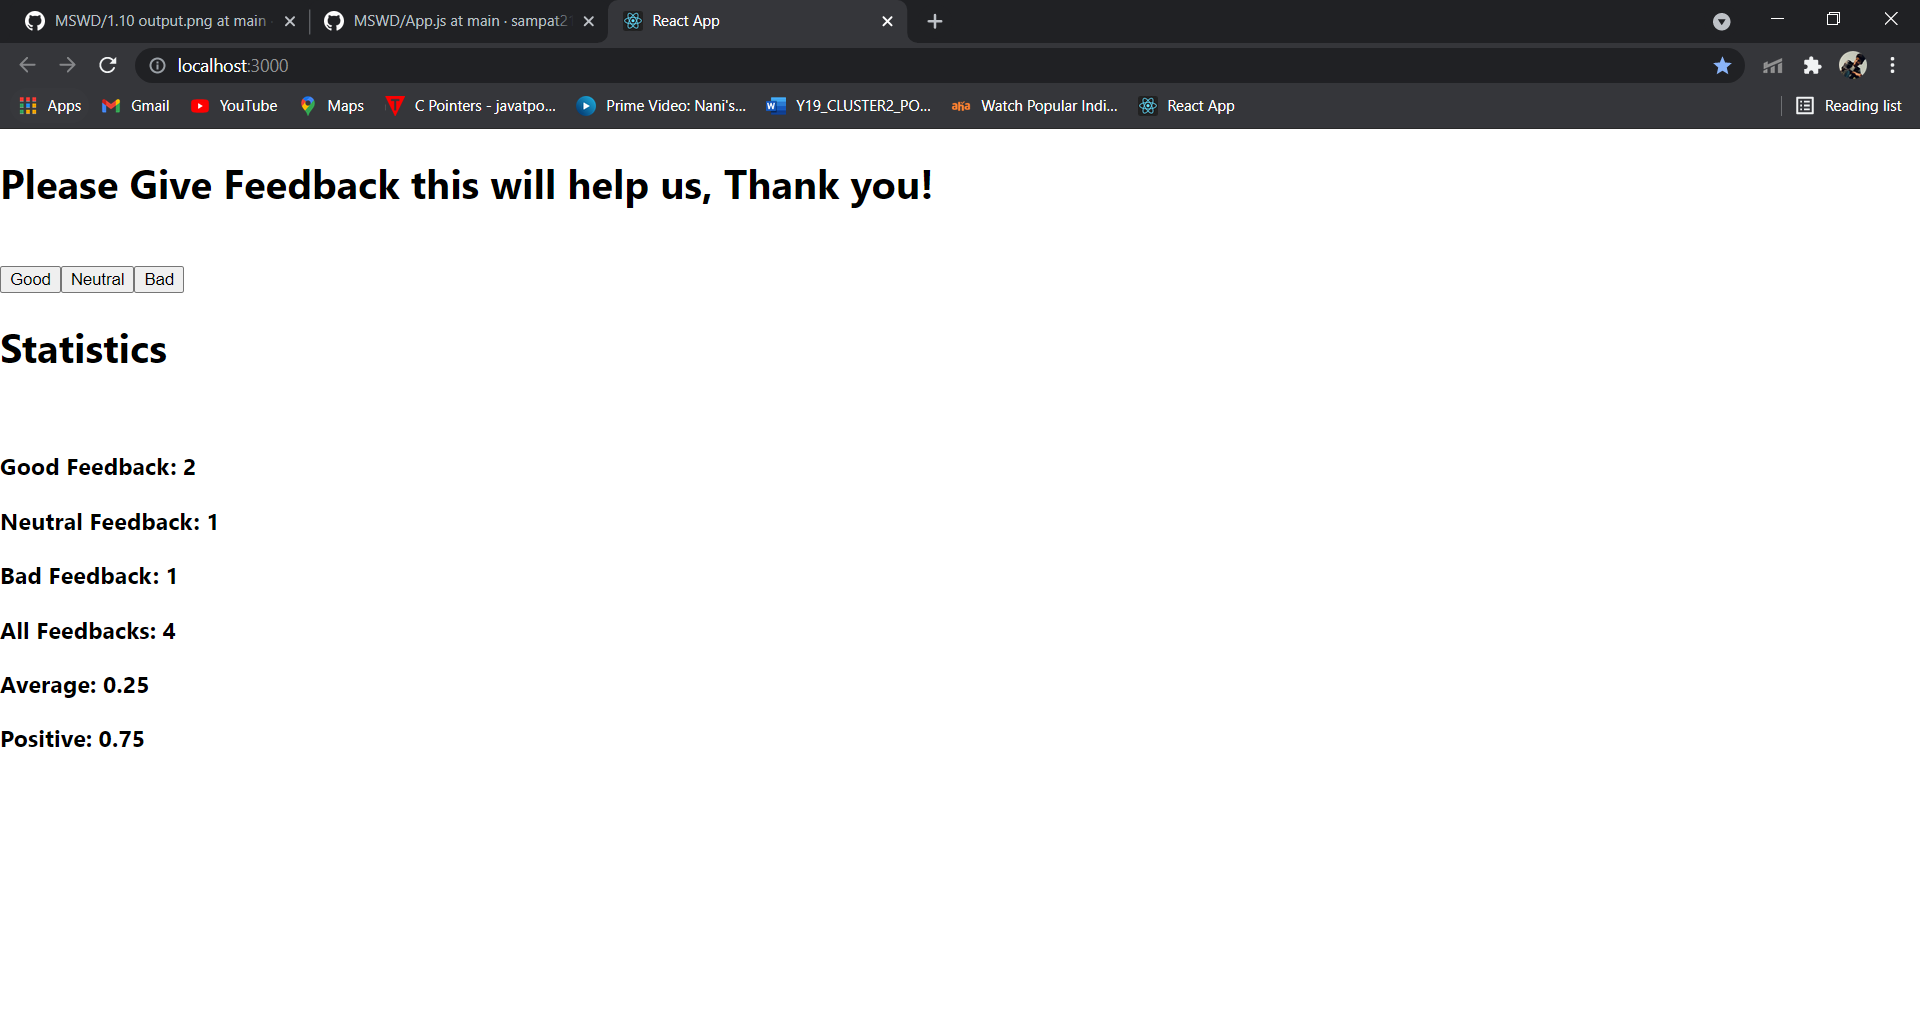 MSWD/1.10 output.png at main · MSWD/App.js at main · sampat2 React App
localhost:3000
Apps Gmail YouTube Maps C Pointers - javatpo... Prime Video: Nani's... Y19_CLUSTER2_PO... aha Watch Popular Indi... React App Reading list
Please Give Feedback this will help us, Thank you!
Good Neutral Bad
Statistics
Good Feedback: 2
Neutral Feedback: 1
Bad Feedback: 1
All Feedbacks: 4
Average: 0.25
Positive: 0.75